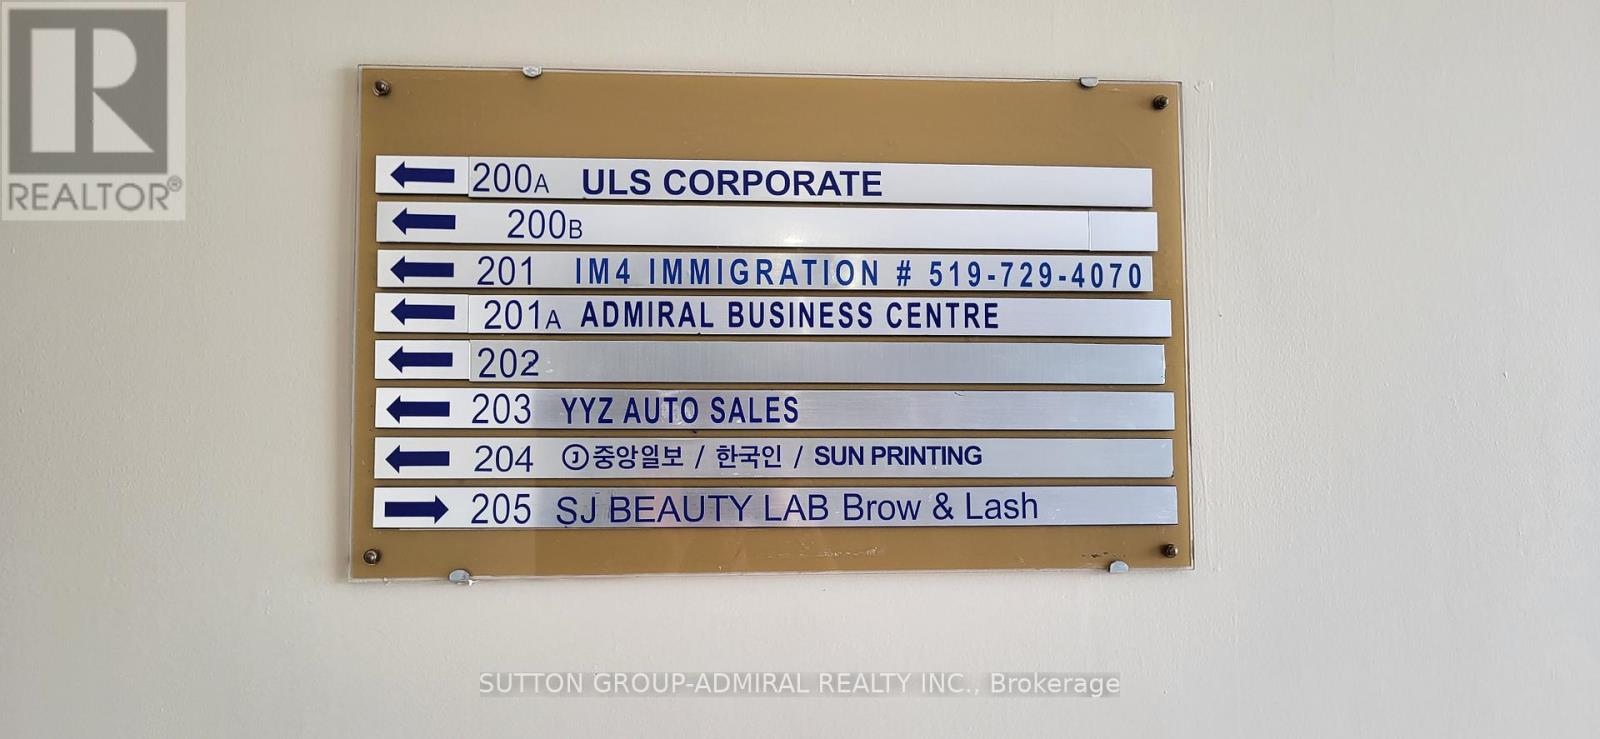 REALTOR®
200A ULS CORPORATE
200B
201 IM4 IMMIGRATION # 519-729-4070
201A ADMIRAL BUSINESS CENTRE
202
203 YYZ AUTO SALES
204 J 중앙일보 / 한국인 / SUN PRINTING
205 SJ BEAUTY LAB Brow & Lash
SUTTON GROUP-ADMIRAL REALTY INC., Brokerage